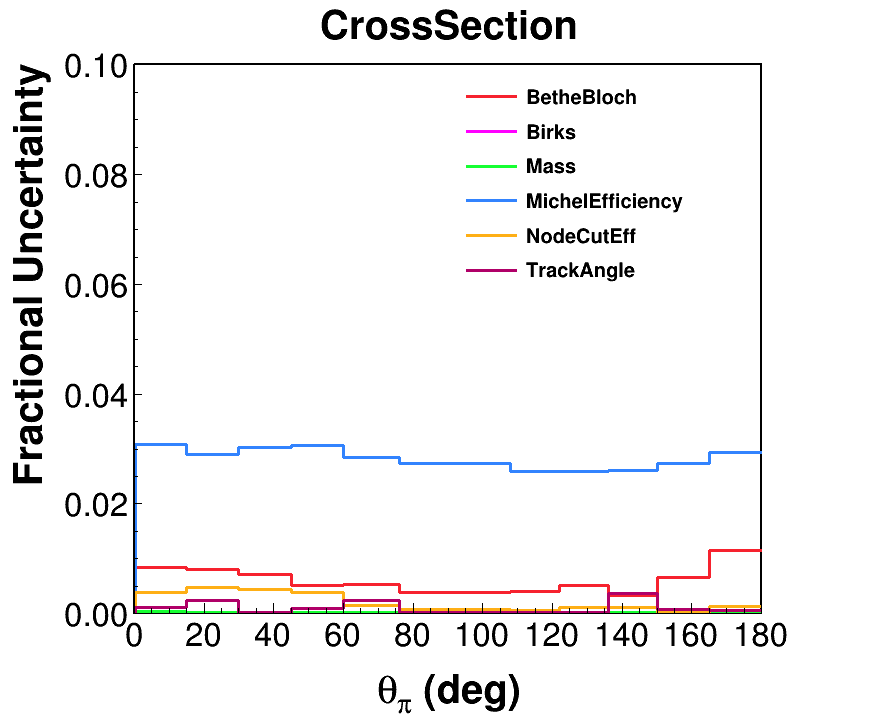 CrossSection
Fractional Uncertainty
0.10
0.08
0.06
0.04
0.02
0.00
BetheBloch
Birks
Mass
MichelEfficiency
NodeCutEff
TrackAngle
0 20 40 60 80 100 120 140 160 180
θπ (deg)